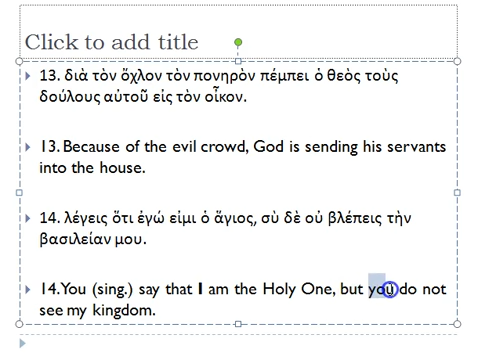 Click to add title
13. διὰ τὸν ὄχλον τὸν πονηρὸν πέμπει ὁ θεὸς τοὺς
δούλους αὐτοῦ εἰς τὸν οἶκον.
13. Because of the evil crowd, God is sending his servants
into the house.
14. λέγεις ὅτι ἐγώ εἰμι ὁ ἅγιος, σὺ δὲ οὐ βλέπεις τὴν
βασιλείαν μου.
14.You (sing.) say that I am the Holy One, but you do not
see my kingdom.